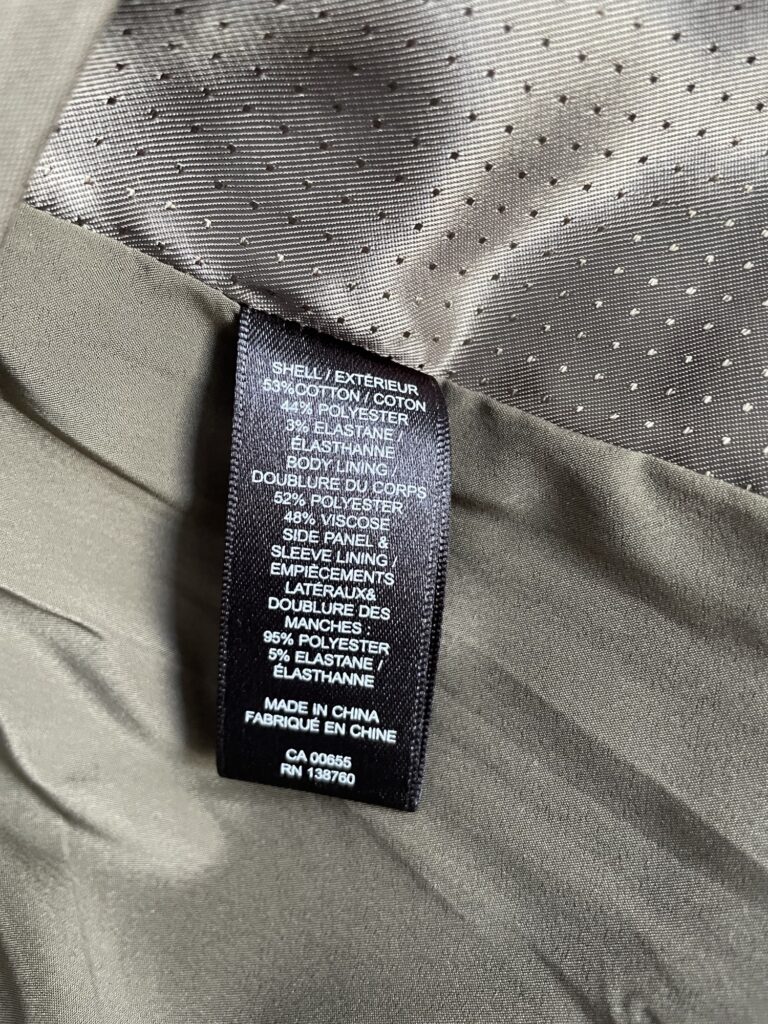 SHELL / EXTÉRIEUR
53%COTTON / COTON
44% POLYESTER
3% ELASTANE /
ÉLASTHANNE
BODY LINING /
DOUBLURE DU CORPS
52% POLYESTER
48% VISCOSE
SIDE PANEL &
SLEEVE LINING /
EMPIÈCEMENTS
LATÉRAUX&
DOUBLURE DES
MANCHES
95% POLYESTER
5% ELASTANE /
ÉLASTHANNE
MADE IN CHINA
FABRIQUÉ EN CHINE
CA 00655
RN 138760